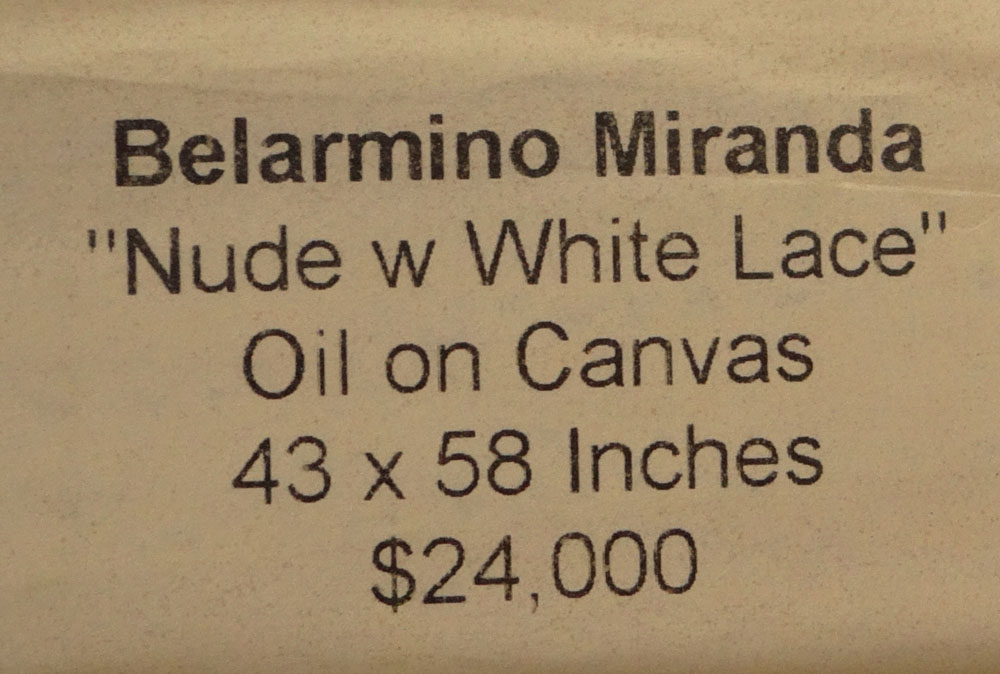 Belarmino Miranda
"Nude w White Lace"
Oil on Canvas
43 x 58 Inches
$24,000